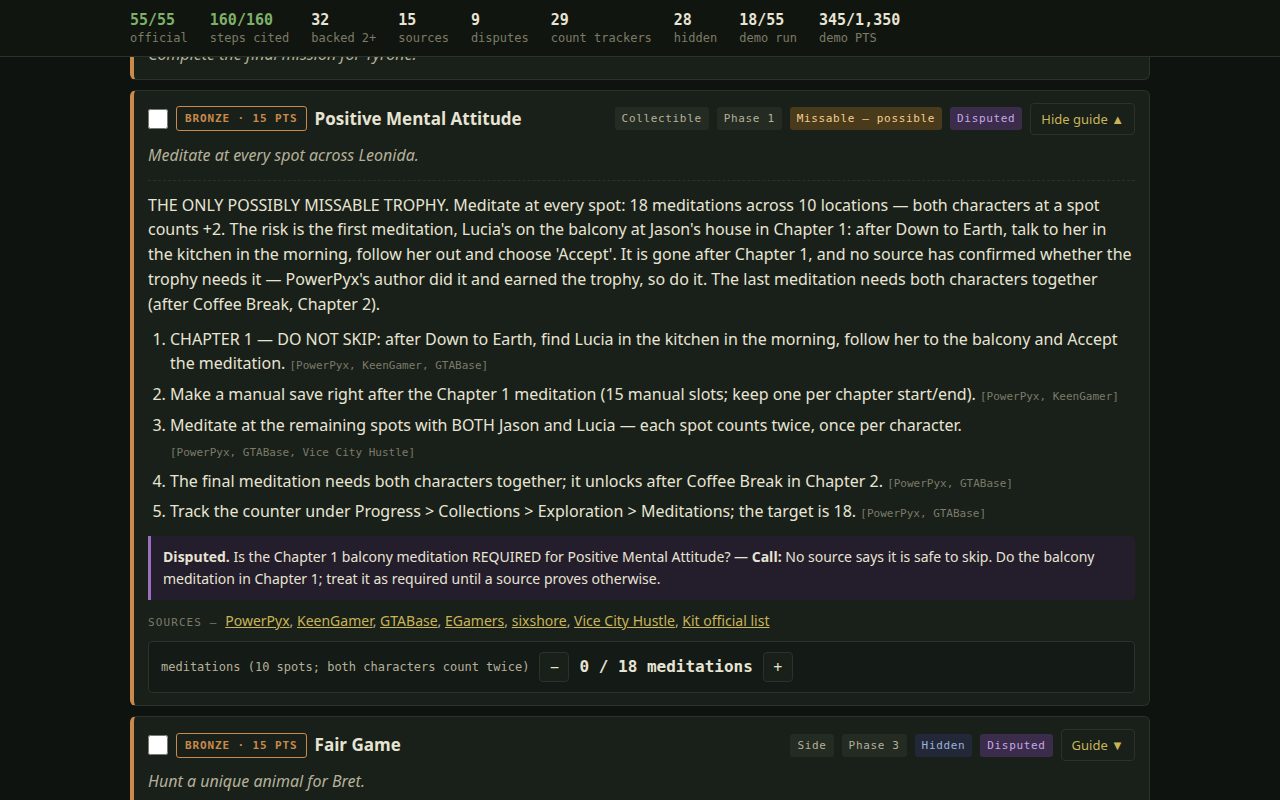 55/55 160/160 32 15 9 29 28 18/55 345/1,350
official steps cited backed 2+ sources disputes count trackers hidden demo run demo PTS
Complete the final mission for Tyrone.
BRONZE · 15 PTS Positive Mental Attitude Collectible Phase 1 Missable — possible Disputed Hide guide ▲
Meditate at every spot across Leonida.
THE ONLY POSSIBLY MISSABLE TROPHY. Meditate at every spot: 18 meditations across 10 locations — both characters at a spot
counts +2. The risk is the first meditation, Lucia's on the balcony at Jason's house in Chapter 1: after Down to Earth, talk to her in
the kitchen in the morning, follow her out and choose 'Accept'. It is gone after Chapter 1, and no source has confirmed whether the
trophy needs it — PowerPyx's author did it and earned the trophy, so do it. The last meditation needs both characters together
(after Coffee Break, Chapter 2).
1. CHAPTER 1 — DO NOT SKIP: after Down to Earth, find Lucia in the kitchen in the morning, follow her to the balcony and Accept
the meditation. [PowerPyx, KeenGamer, GTABase]
2. Make a manual save right after the Chapter 1 meditation (15 manual slots; keep one per chapter start/end). [PowerPyx, KeenGamer]
3. Meditate at the remaining spots with BOTH Jason and Lucia — each spot counts twice, once per character.
[PowerPyx, GTABase, Vice City Hustle]
4. The final meditation needs both characters together; it unlocks after Coffee Break in Chapter 2. [PowerPyx, GTABase]
5. Track the counter under Progress > Collections > Exploration > Meditations; the target is 18. [PowerPyx, GTABase]
Disputed. Is the Chapter 1 balcony meditation REQUIRED for Positive Mental Attitude? — Call: No source says it is safe to skip. Do the balcony
meditation in Chapter 1; treat it as required until a source proves otherwise.
SOURCES — PowerPyx, KeenGamer, GTABase, EGamers, sixshore, Vice City Hustle, Kit official list
meditations (10 spots; both characters count twice) − 0 / 18 meditations +
BRONZE · 15 PTS Fair Game Side Phase 3 Hidden Disputed Guide ▼
Hunt a unique animal for Bret.